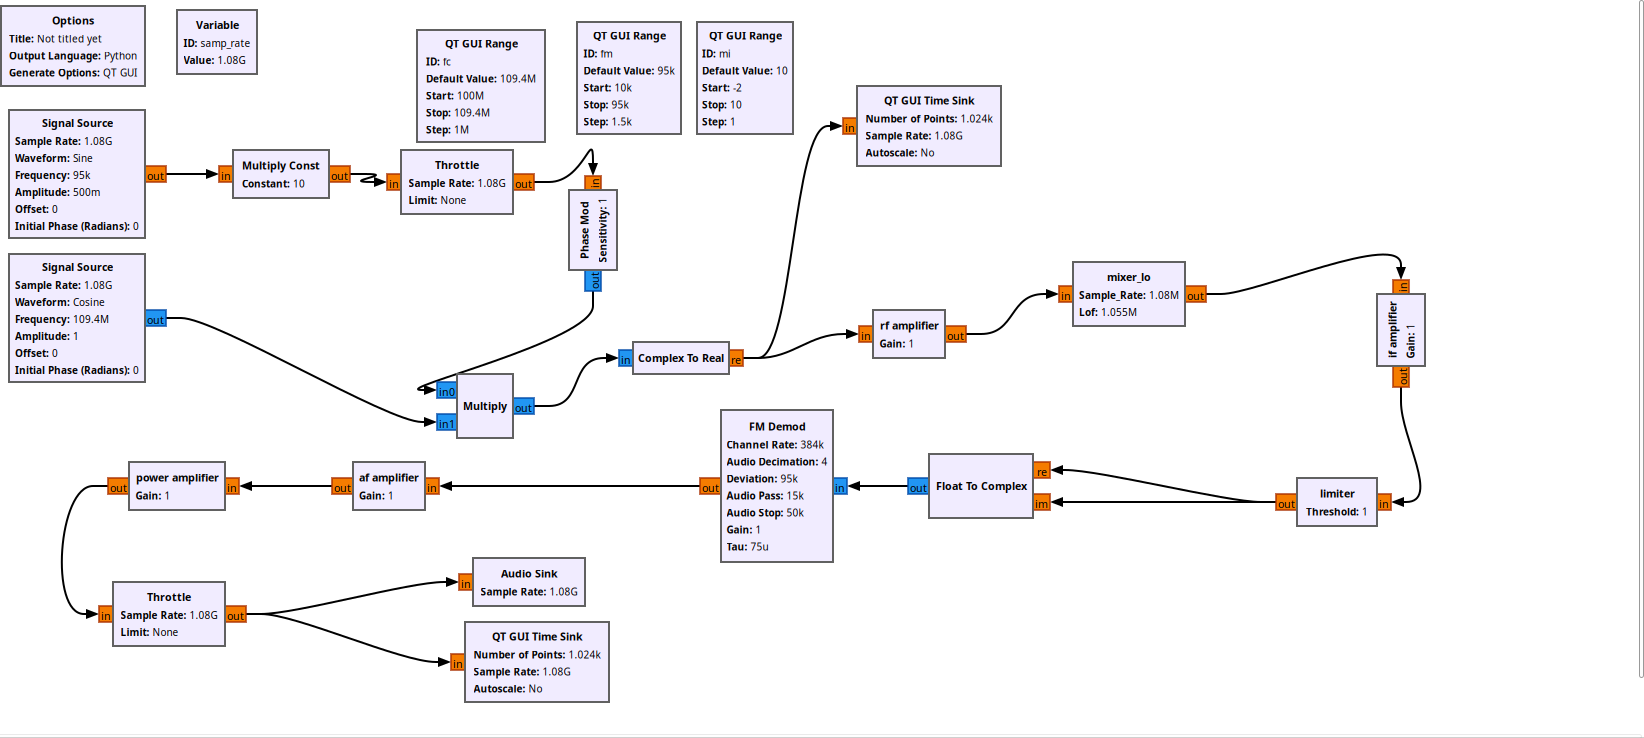 Options
Title: Not titled yet
Output Language: Python
Generate Options: QT GUI
Variable
ID: samp_rate
Value: 1.08G
QT GUI Range
ID: fc
Default Value: 109.4M
Start: 100M
Stop: 109.4M
Step: 1M
QT GUI Range
ID: fm
Default Value: 95k
Start: 10k
Stop: 95k
Step: 1.5k
QT GUI Range
ID: mi
Default Value: 10
Start: -2
Stop: 10
Step: 1
QT GUI Time Sink
Number of Points: 1.024k
Sample Rate: 1.08G
Autoscale: No
in
Signal Source
Sample Rate: 1.08G
Waveform: Sine
Frequency: 95k
Amplitude: 500m
Offset: 0
Initial Phase (Radians): 0
out
in
Multiply Const
Constant: 10
out
in
Throttle
Sample Rate: 1.08G
Limit: None
out
in
Phase Mod
Sensitivity: 1
out
Signal Source
Sample Rate: 1.08G
Waveform: Cosine
Frequency: 109.4M
Amplitude: 1
Offset: 0
Initial Phase (Radians): 0
out
in0
in1
Multiply
out
in
Complex To Real
re
in
rf amplifier
Gain: 1
out
in
mixer_lo
Sample_Rate: 1.08M
Lof: 1.055M
out
in
if amplifier
Gain: 1
out
in
limiter
Threshold: 1
out
re
im
Float To Complex
out
in
FM Demod
Channel Rate: 384k
Audio Decimation: 4
Deviation: 95k
Audio Pass: 15k
Audio Stop: 50k
Gain: 1
Tau: 75u
out
in
af amplifier
Gain: 1
out
in
power amplifier
Gain: 1
out
in
Throttle
Sample Rate: 1.08G
Limit: None
out
in
Audio Sink
Sample Rate: 1.08G
in
QT GUI Time Sink
Number of Points: 1.024k
Sample Rate: 1.08G
Autoscale: No